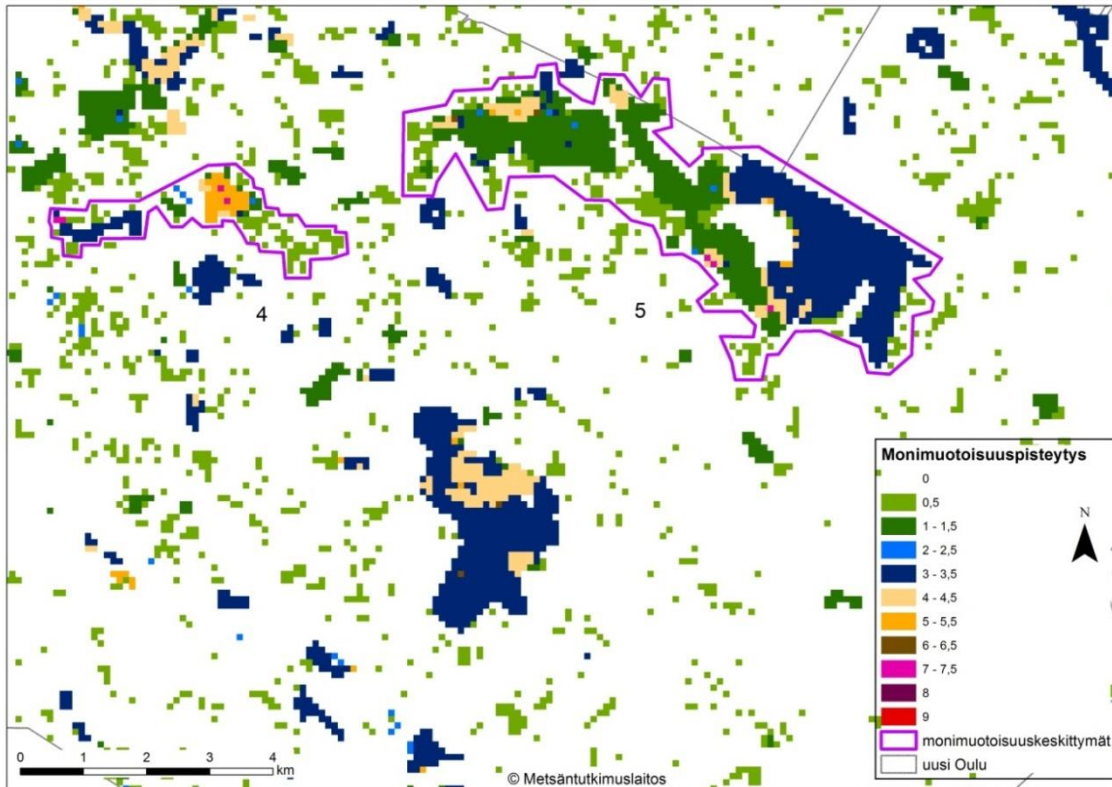 4
5
Monimuotoisuuspisteytys
0
0,5
1 - 1,5
2 - 2,5
3 - 3,5
4 - 4,5
5 - 5,5
6 - 6,5
7 - 7,5
8
9
monimuotoisuuskeskittymät
uusi Oulu
N
0 1 2 3 4
km
© Metsäntutkimuslaitos